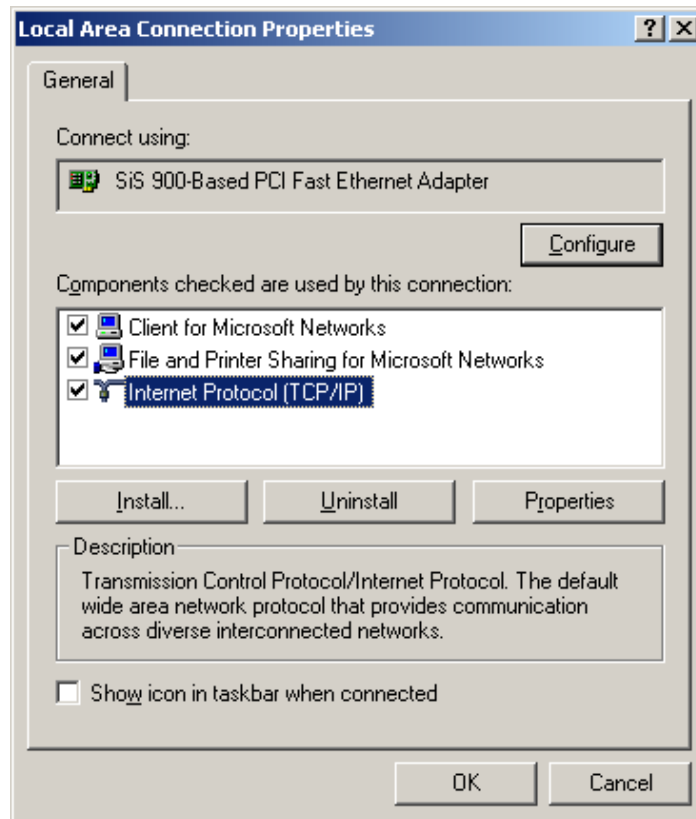 Local Area Connection Properties
General
Connect using:
SiS 900-Based PCI Fast Ethernet Adapter
Configure
Components checked are used by this connection:
Client for Microsoft Networks
File and Printer Sharing for Microsoft Networks
Internet Protocol (TCP/IP)
Install... Uninstall Properties
Description
Transmission Control Protocol/Internet Protocol. The default
wide area network protocol that provides communication
across diverse interconnected networks.
Show icon in taskbar when connected
OK Cancel